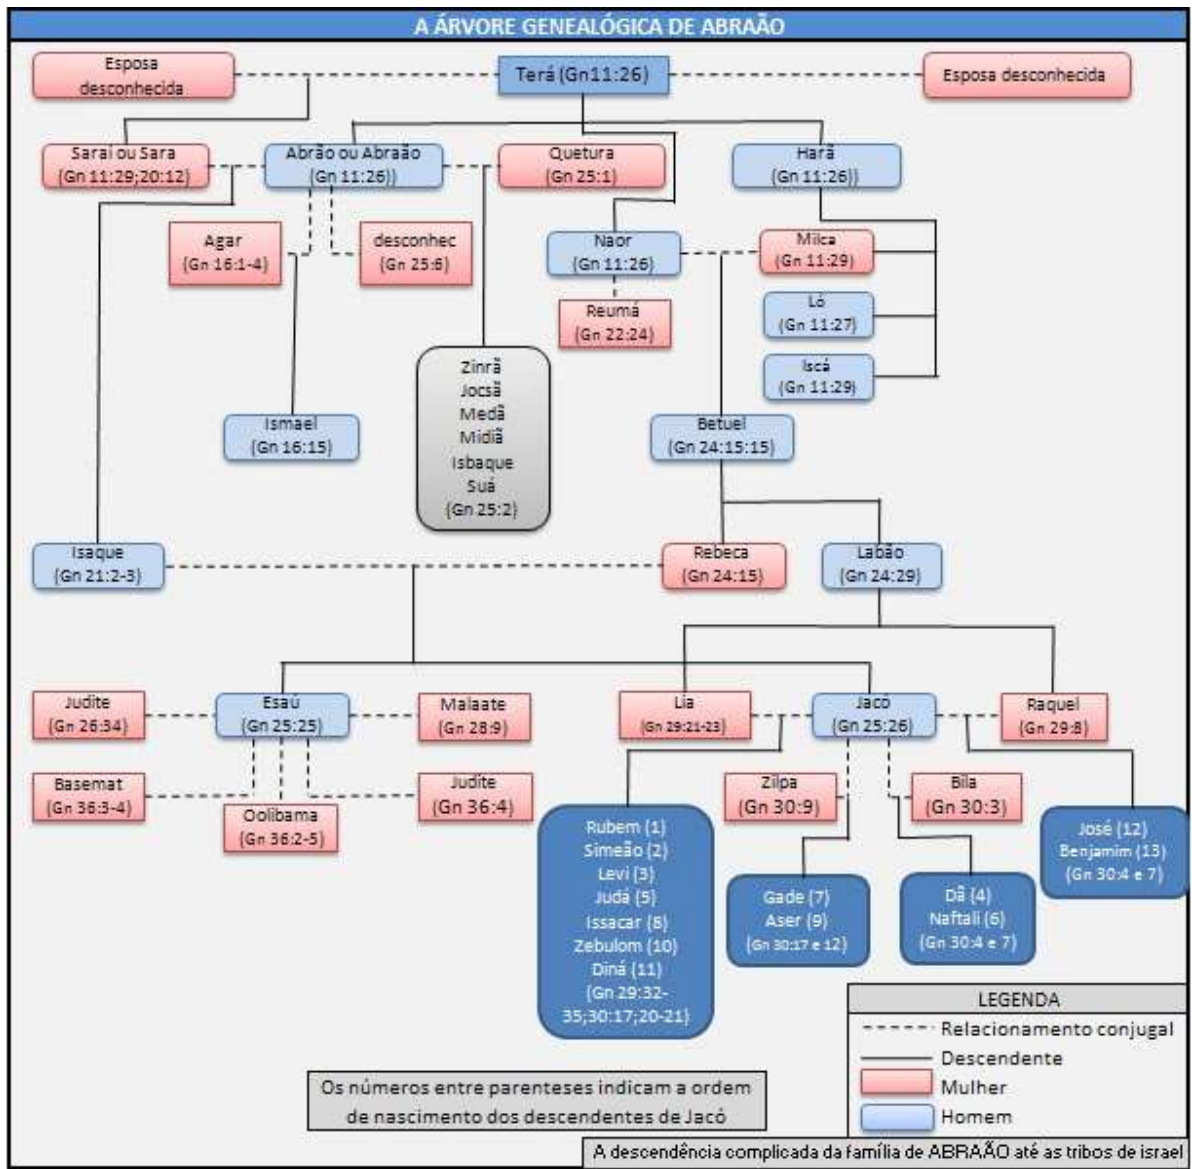 A ÁRVORE GENEALÓGICA DE ABRAÃO
Esposa
desconhecida
Terá (Gn11:26)
Esposa desconhecida
Sarai ou Sara
(Gn 11:29;20:12)
Abrão ou Abraão
(Gn 11:26))
Quetura
(Gn 25:1)
Harã
(Gn 11:26))
Agar
(Gn 16:1-4)
desconhec
(Gn 25:6)
Naor
(Gn 11:26)
Milca
(Gn 11:29)
Reumá
(Gn 22:24)
Ló
(Gn 11:27)
Iscá
(Gn 11:29)
Zinrã
Jocsã
Medã
Midiã
Isbaque
Suá
(Gn 25:2)
Ismael
(Gn 16:15)
Betuel
(Gn 24:15:15)
Isaque
(Gn 21:2-3)
Rebeca
(Gn 24:15)
Labão
(Gn 24:29)
Judite
(Gn 26:34)
Esaú
(Gn 25:25)
Malaate
(Gn 28:9)
Lia
(Gn 29:21-23)
Jacó
(Gn 25:26)
Raquel
(Gn 29:8)
Basemat
(Gn 36:3-4)
Oolibama
(Gn 36:2-5)
Judite
(Gn 36:4)
Zilpa
(Gn 30:9)
Bila
(Gn 30:3)
Rubem (1)
Simeão (2)
Levi (3)
Judá (5)
Issacar (8)
Zebulom (10)
Diná (11)
(Gn 29:32-
35;30:17;20-21)
Gade (7)
Aser (9)
(Gn 30:17 e 12)
Dã (4)
Naftali (6)
(Gn 30:4 e 7)
José (12)
Benjamim (13)
(Gn 30:4 e 7)
LEGENDA
Relacionamento conjugal
Descendente
Mulher
Homem
Os números entre parenteses indicam a ordem
de nascimento dos descendentes de Jacó
A descendência complicada da família de ABRAÃO até as tribos de israel